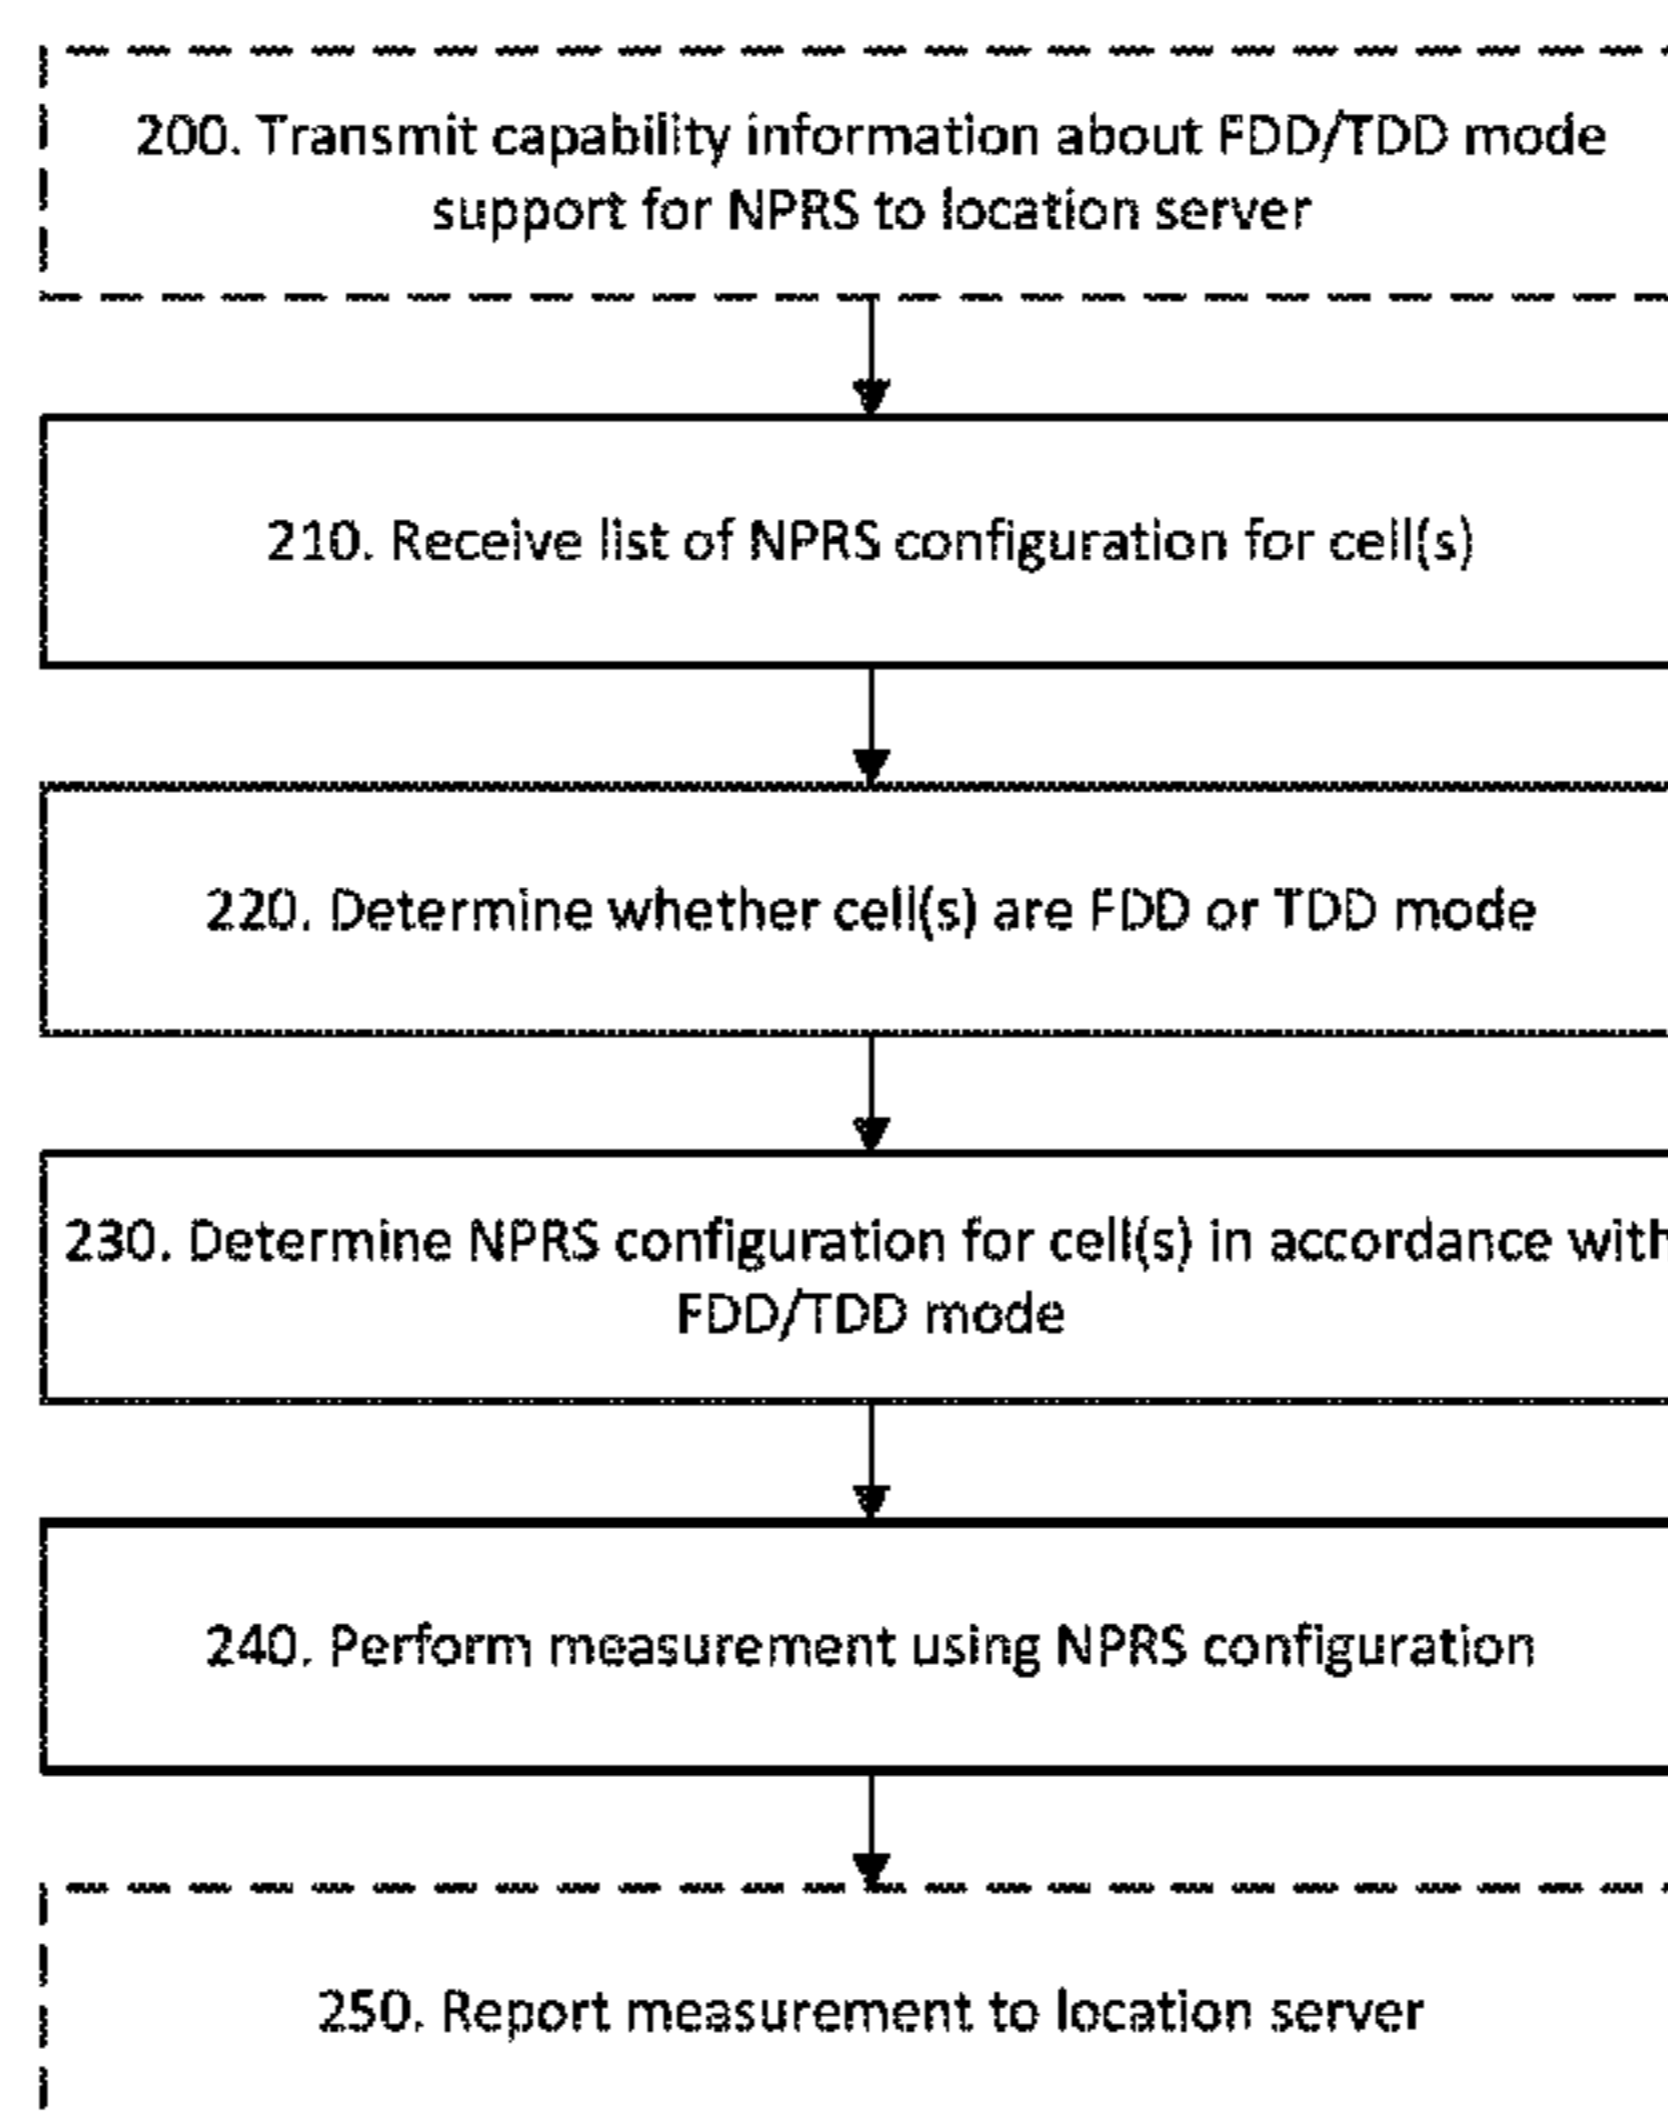 200. Transmit capability information about FDD/TDD mode
support for NPRS to location server
210. Receive list of NPRS configuration for cell(s)
220. Determine whether cell(s) are FDD or TDD mode
230. Determine NPRS configuration for cell(s) in accordance with
FDD/TDD mode
240. Perform measurement using NPRS configuration
250. Report measurement to location server